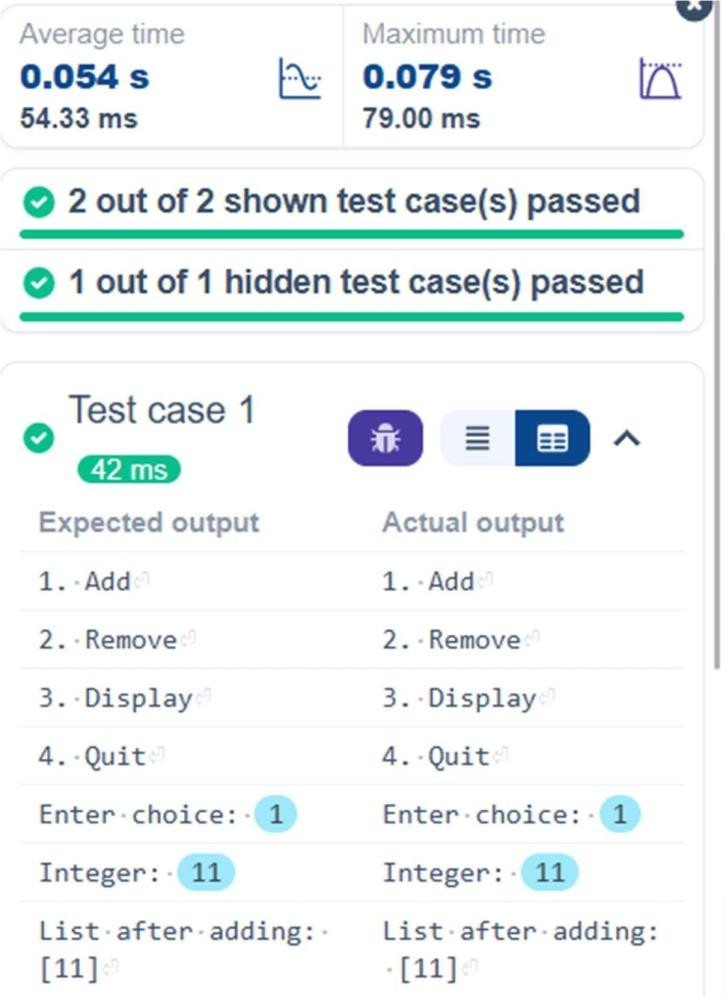 Average time Maximum time
0.054 s 0.079 s
54.33 ms 79.00 ms
2 out of 2 shown test case(s) passed
1 out of 1 hidden test case(s) passed
Test case 1
42 ms
Expected output Actual output
1.·Add⏎ 1.·Add⏎
2.·Remove⏎ 2.·Remove⏎
3.·Display⏎ 3.·Display⏎
4.·Quit⏎ 4.·Quit⏎
Enter·choice:·1 Enter·choice:·1
Integer:·11 Integer:·11
List·after·adding:· List·after·adding:
[11]⏎ ·[11]⏎